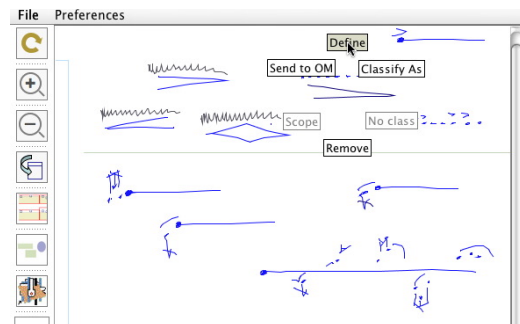 File Preferences
Define
Send to OM Classify As
Scope No class
Remove